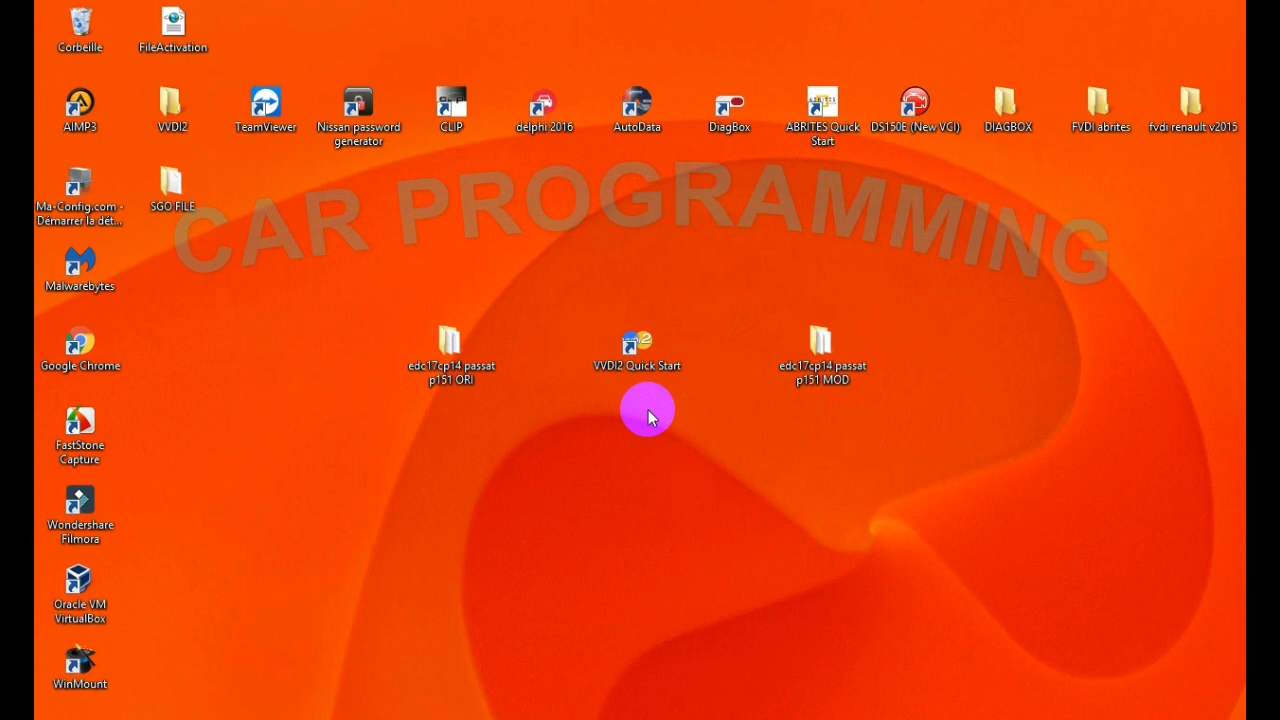 Corbeille
FileActivation
AIMP3
VVDI2
TeamViewer
Nissan password
generator
CLIP
delphi 2016
AutoData
DiagBox
ABRITES Quick
Start
DS150E (New VCI)
DIAGBOX
FVDI abrites
fvdi renault v2015
Ma-Config.com -
Démarrer la dét...
SGO FILE
CAR PROGRAMMING
Malwarebytes
Google Chrome
edc17cp14 passat
p151 ORI
VVDI2 Quick Start
edc17cp14 passat
p151 MOD
FastStone
Capture
Wondershare
Filmora
Oracle VM
VirtualBox
WinMount